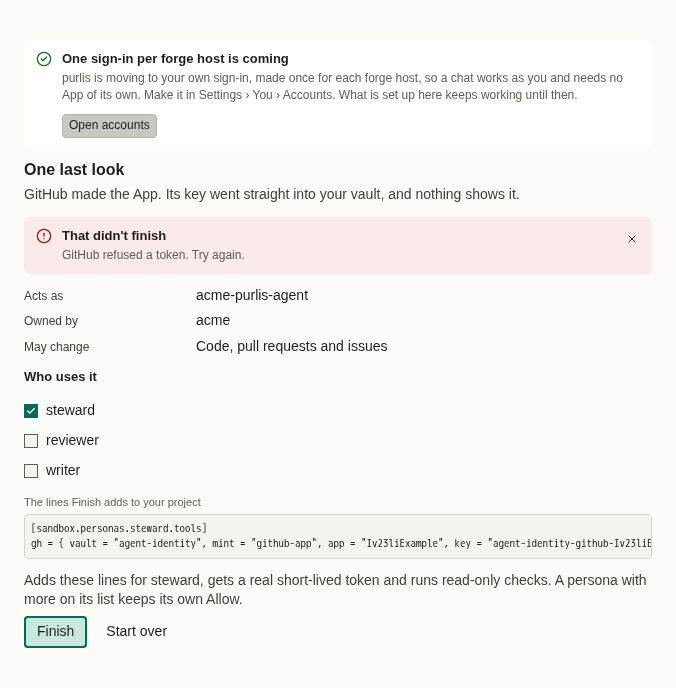 One sign-in per forge host is coming
purlis is moving to your own sign-in, made once for each forge host, so a chat works as you and needs no
App of its own. Make it in Settings › You › Accounts. What is set up here keeps working until then.
Open accounts
One last look
GitHub made the App. Its key went straight into your vault, and nothing shows it.
That didn't finish
GitHub refused a token. Try again.
Acts as acme-purlis-agent
Owned by acme
May change Code, pull requests and issues
Who uses it
steward
reviewer
writer
The lines Finish adds to your project
[sandbox.personas.steward.tools]
gh = { vault = "agent-identity", mint = "github-app", app = "Iv23liExample", key = "agent-identity-github-Iv23liE
Adds these lines for steward, gets a real short-lived token and runs read-only checks. A persona with
more on its list keeps its own Allow.
Finish Start over